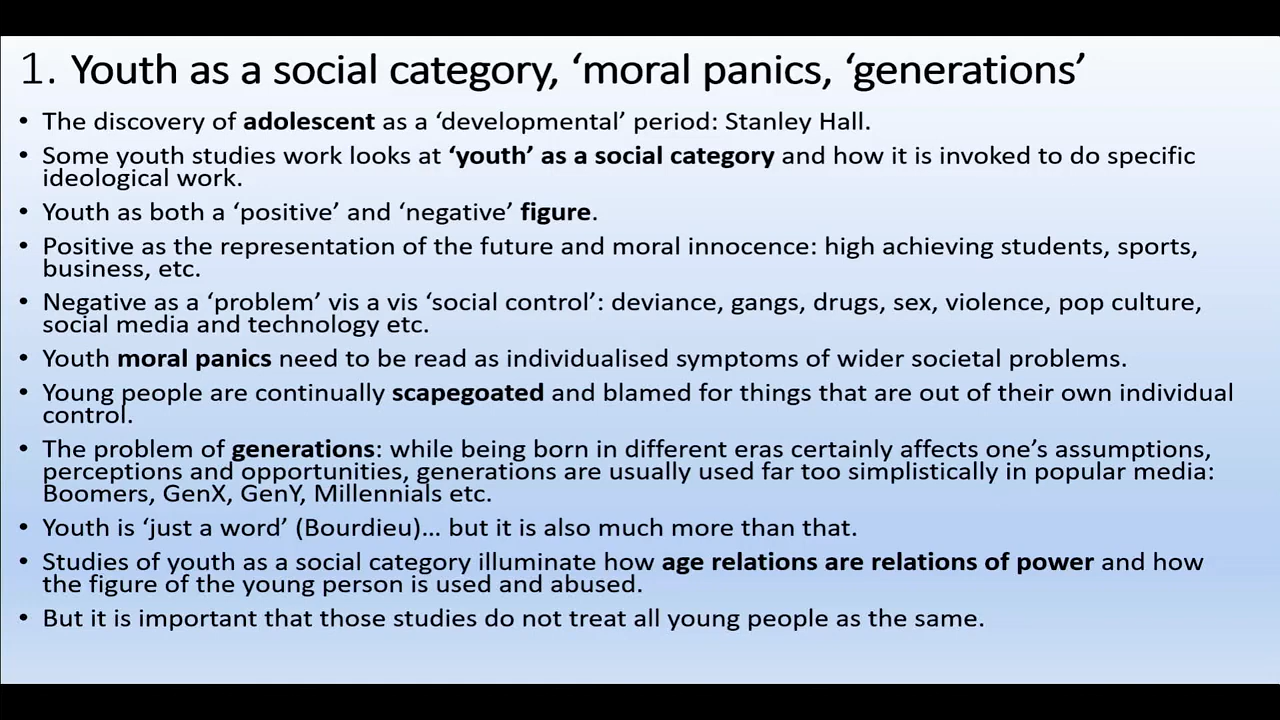 1. Youth as a social category, ‘moral panics, ‘generations’
• The discovery of adolescent as a ‘developmental’ period: Stanley Hall.
• Some youth studies work looks at ‘youth’ as a social category and how it is invoked to do specific
ideological work.
• Youth as both a ‘positive’ and ‘negative’ figure.
• Positive as the representation of the future and moral innocence: high achieving students, sports,
business, etc.
• Negative as a ‘problem’ vis a vis ‘social control’: deviance, gangs, drugs, sex, violence, pop culture,
social media and technology etc.
• Youth moral panics need to be read as individualised symptoms of wider societal problems.
• Young people are continually scapegoated and blamed for things that are out of their own individual
control.
• The problem of generations: while being born in different eras certainly affects one’s assumptions,
perceptions and opportunities, generations are usually used far too simplistically in popular media:
Boomers, GenX, GenY, Millennials etc.
• Youth is ‘just a word’ (Bourdieu)… but it is also much more than that.
• Studies of youth as a social category illuminate how age relations are relations of power and how
the figure of the young person is used and abused.
• But it is important that those studies do not treat all young people as the same.